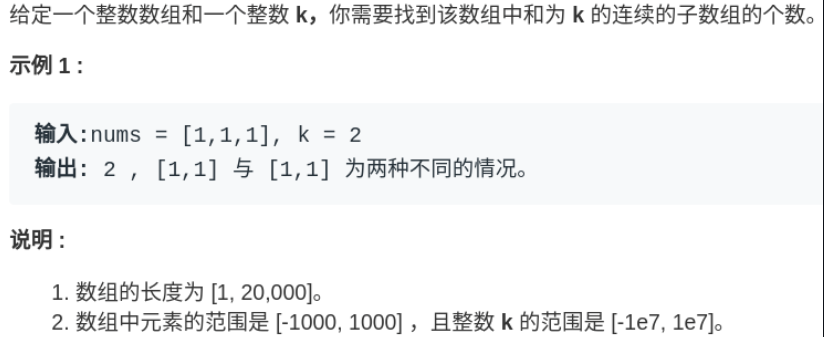 给定一个整数数组和一个整数 k，你需要找到该数组中和为 k 的连续的子数组的个数。
示例 1 :
输入:nums = [1,1,1], k = 2
输出: 2 , [1,1] 与 [1,1] 为两种不同的情况。
说明 :
1. 数组的长度为 [1, 20,000]。
2. 数组中元素的范围是 [-1000, 1000] ，且整数 k 的范围是 [-1e7, 1e7]。